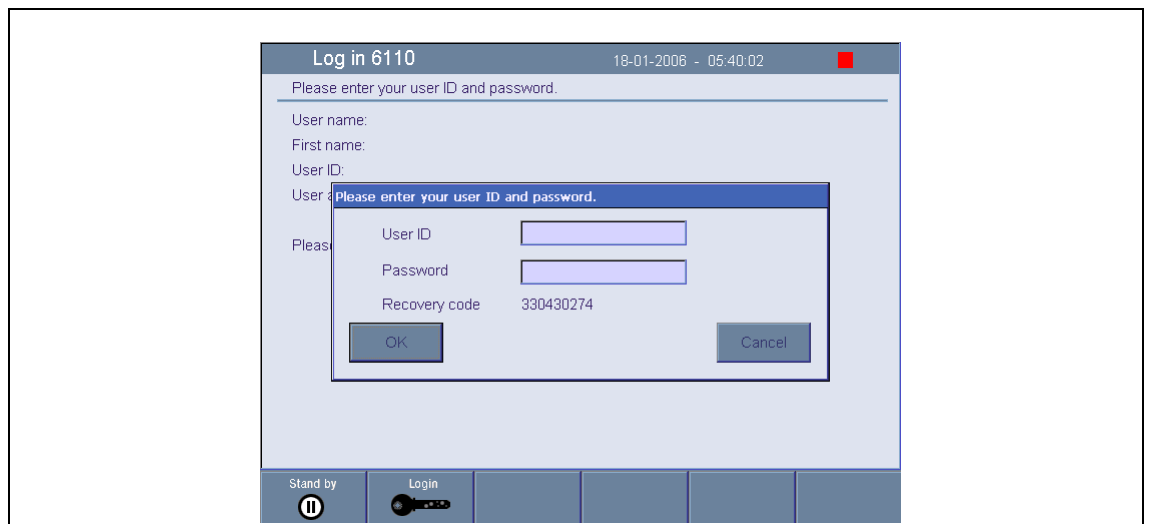 Log in 6110 18-01-2006 - 05:40:02
Please enter your user ID and password.
User name:
First name:
User ID:
User a
Please enter your user ID and password.
Pleas
User ID
Password
Recovery code 330430274
OK Cancel
Stand by Login